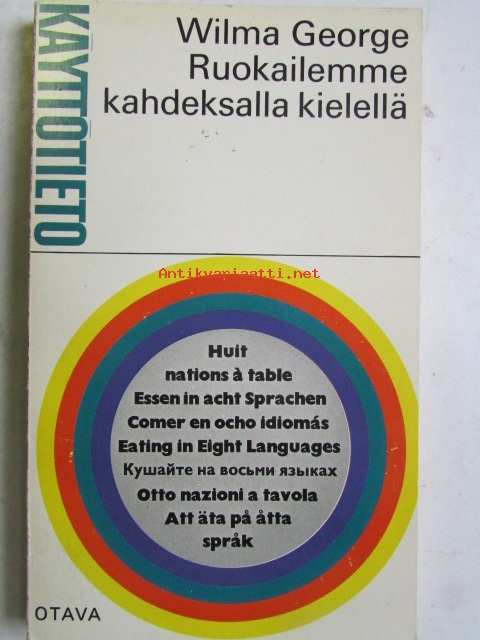 KÄYTTÖTIETO
Wilma George
Ruokailemme
kahdeksalla kielellä
Antikvariaatti.net
Huit
nations à table
Essen in acht Sprachen
Comer en ocho idiomás
Eating in Eight Languages
Кушайте на восьми языках
Otto nazioni a tavola
Att äta på åtta
språk
OTAVA